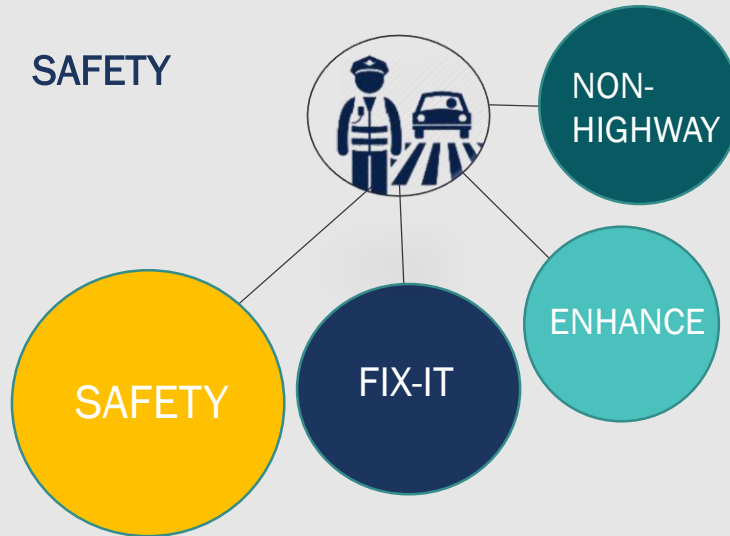 SAFETY
NON-
HIGHWAY
ENHANCE
FIX-IT
SAFETY